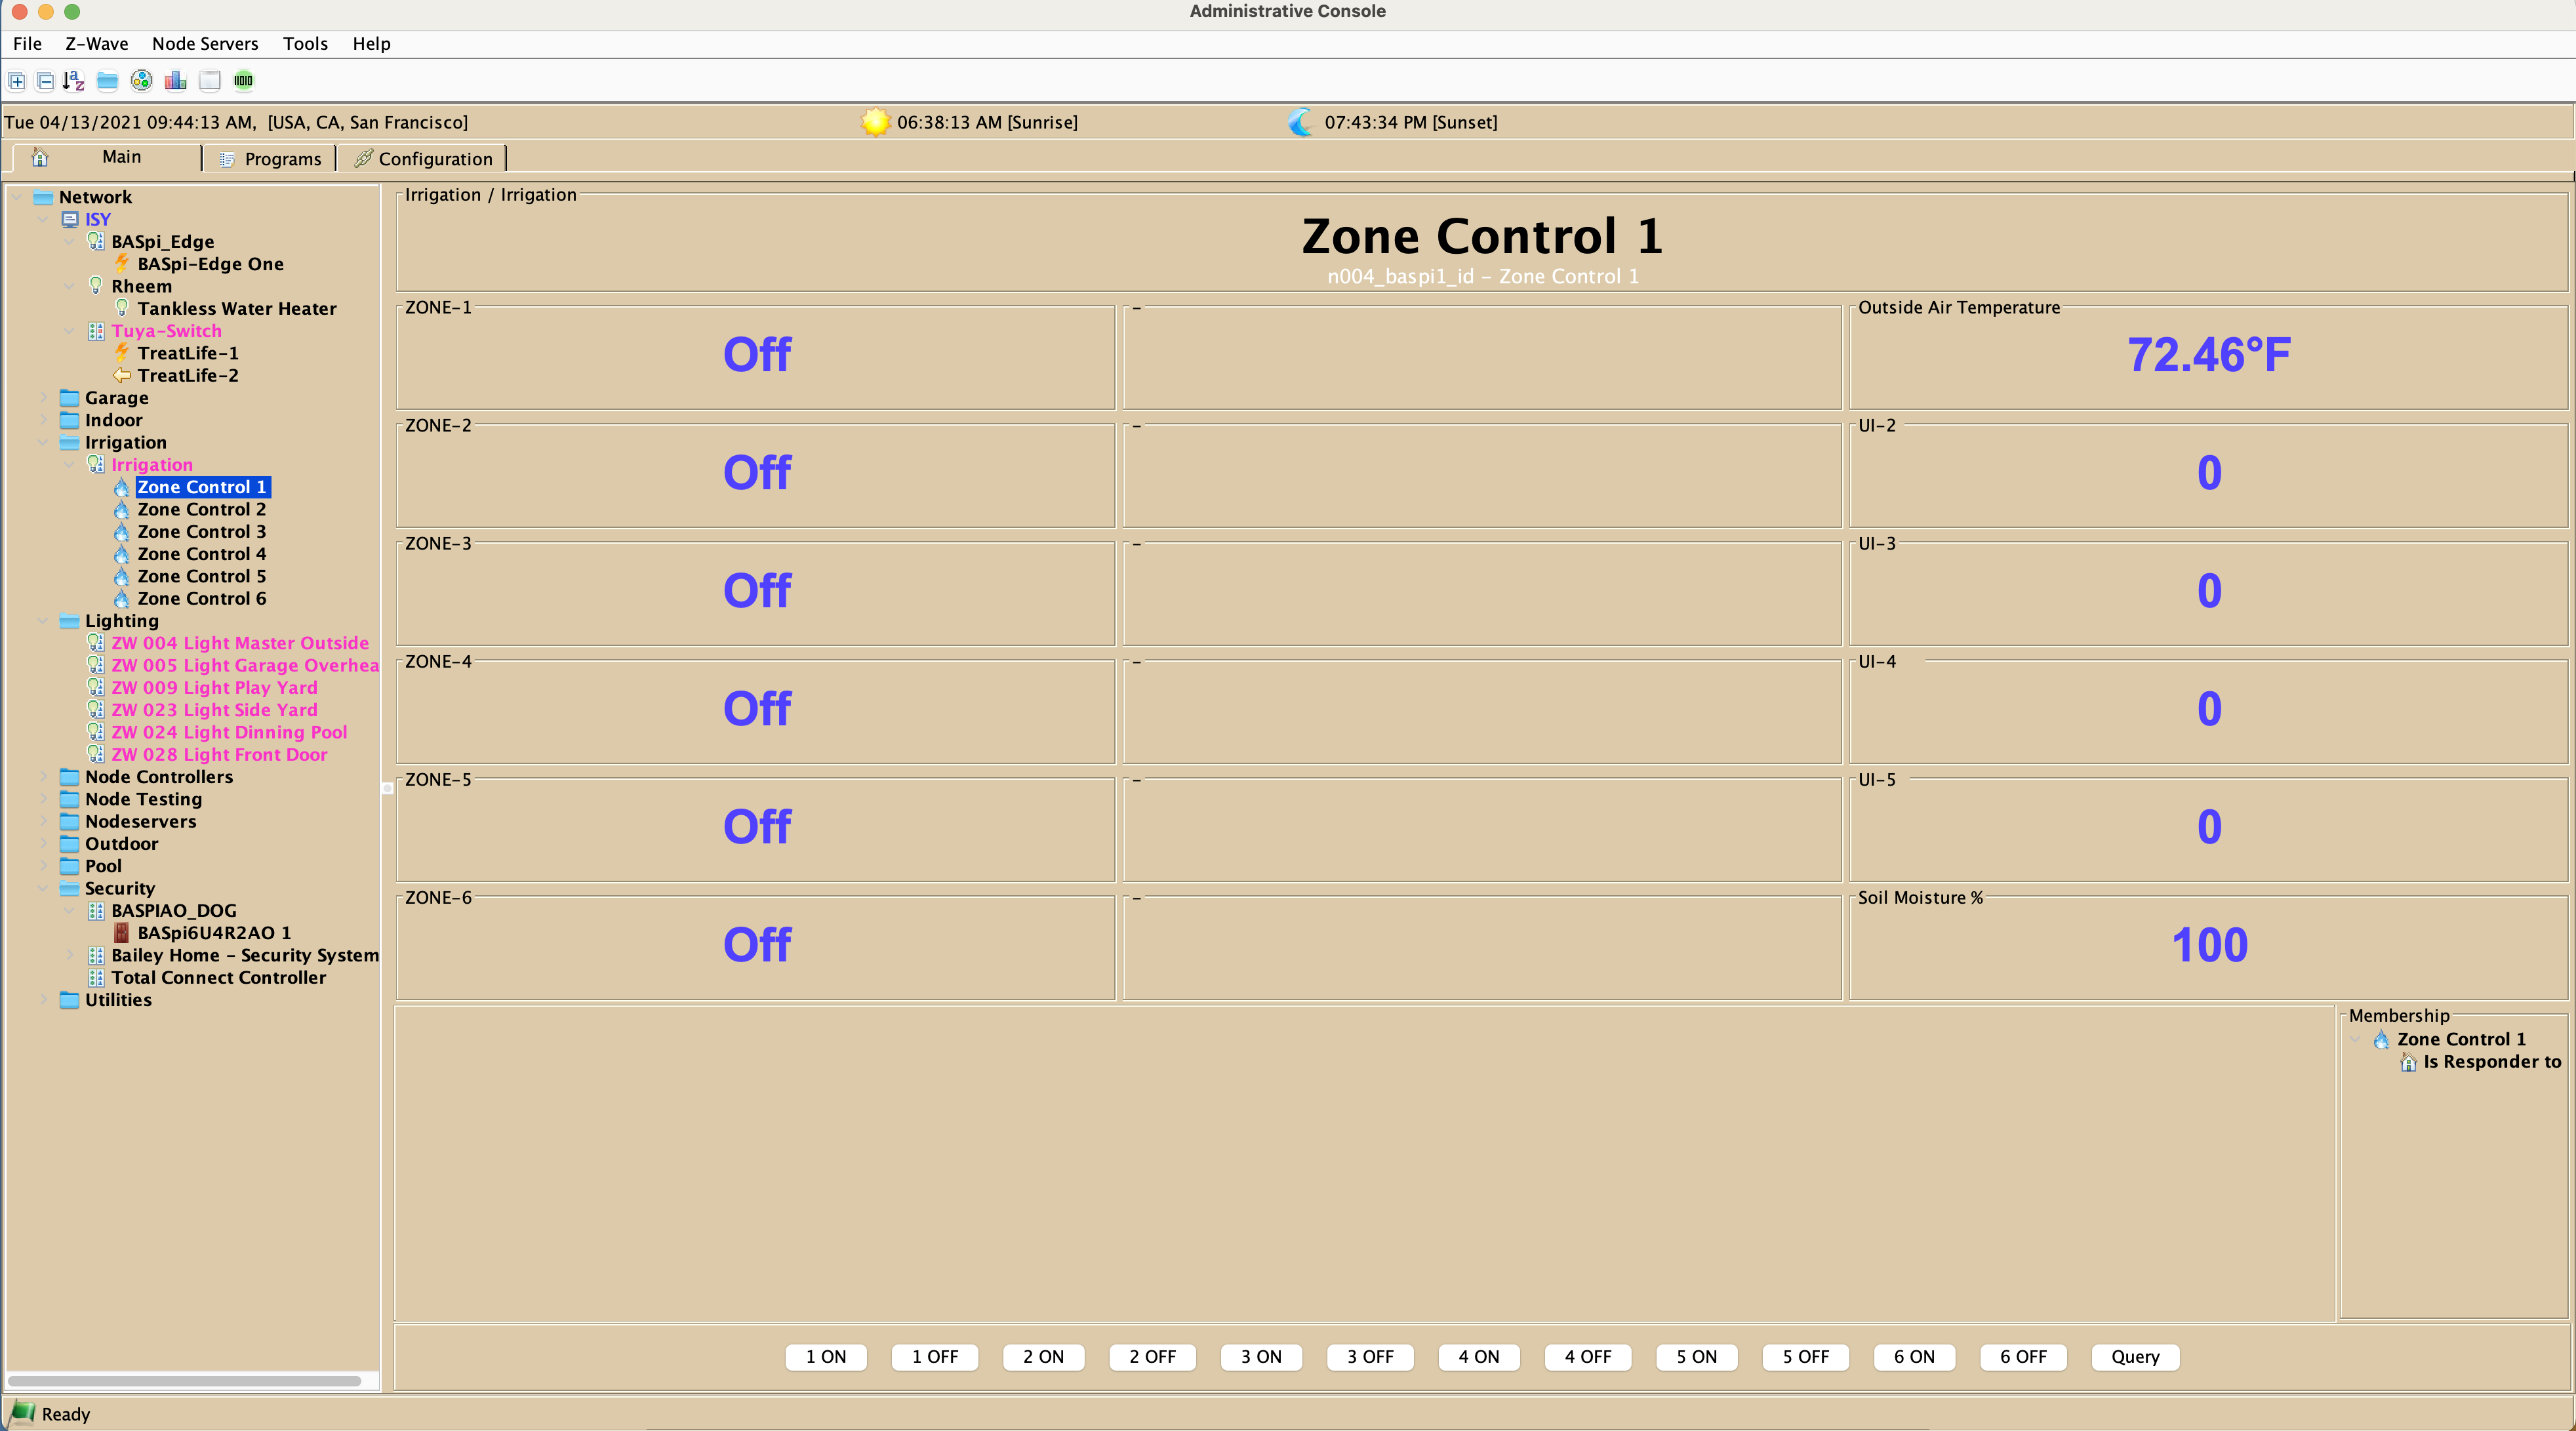 Administrative Console
File Z-Wave Node Servers Tools Help
Tue 04/13/2021 09:44:13 AM, [USA, CA, San Francisco] 06:38:13 AM [Sunrise] 07:43:34 PM [Sunset]
Main Programs Configuration
Network
ISY
BASpi_Edge
BASpi-Edge One
Rheem
Tankless Water Heater
Tuya-Switch
TreatLife-1
TreatLife-2
Garage
Indoor
Irrigation
Irrigation
Zone Control 1
Zone Control 2
Zone Control 3
Zone Control 4
Zone Control 5
Zone Control 6
Lighting
ZW 004 Light Master Outside
ZW 005 Light Garage Overhea
ZW 009 Light Play Yard
ZW 023 Light Side Yard
ZW 024 Light Dinning Pool
ZW 028 Light Front Door
Node Controllers
Node Testing
Nodeservers
Outdoor
Pool
Security
BASPIAO_DOG
BASpi6U4R2AO 1
Bailey Home - Security System
Total Connect Controller
Utilities
Irrigation / Irrigation
Zone Control 1
n004_baspi1_id - Zone Control 1
ZONE-1 - Outside Air Temperature
Off 72.46°F
ZONE-2 - UI-2
Off 0
ZONE-3 - UI-3
Off 0
ZONE-4 - UI-4
Off 0
ZONE-5 - UI-5
Off 0
ZONE-6 - Soil Moisture %
Off 100
Membership
Zone Control 1
Is Responder to
1 ON 1 OFF 2 ON 2 OFF 3 ON 3 OFF 4 ON 4 OFF 5 ON 5 OFF 6 ON 6 OFF Query
Ready